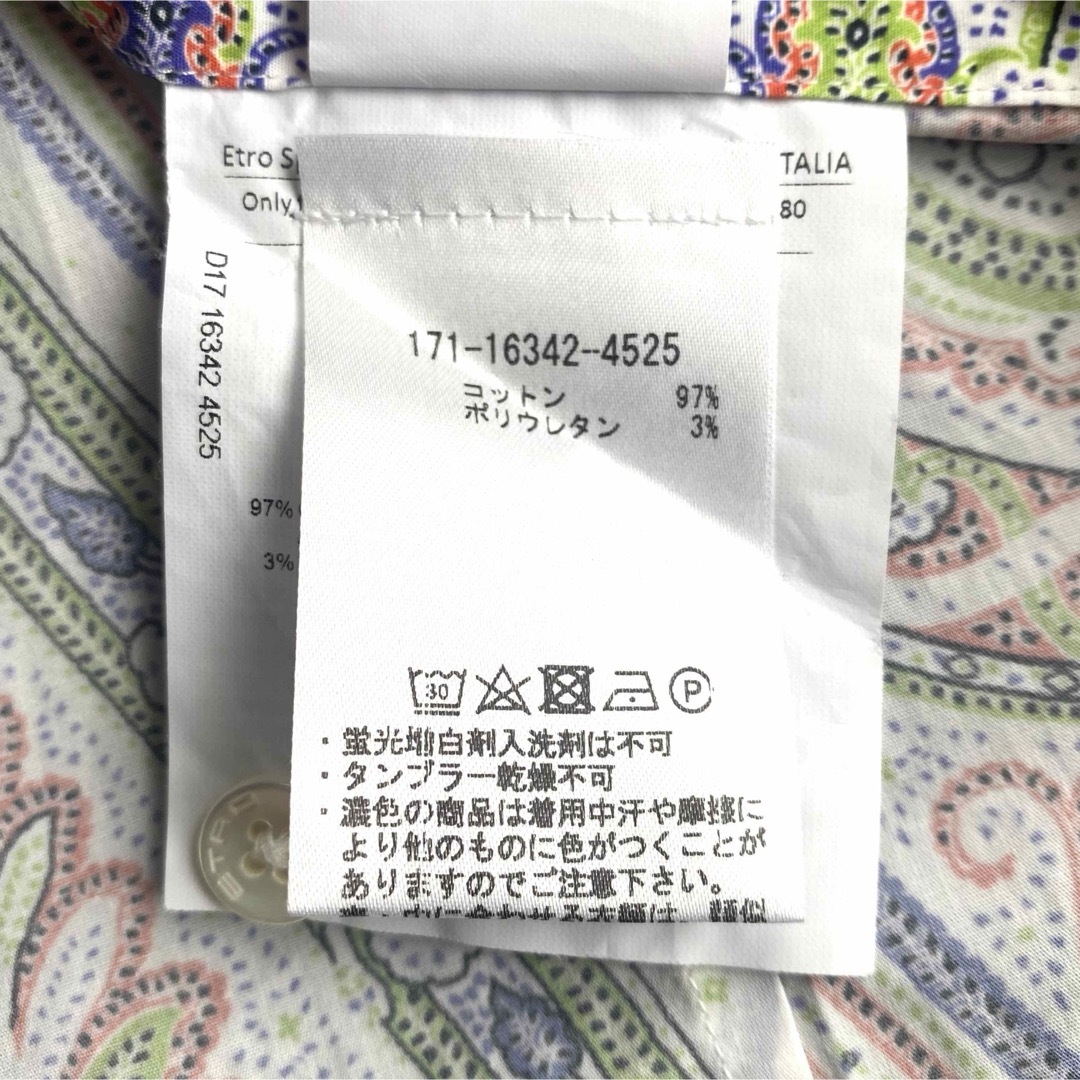 Etro
TALIA
Only
80
D17 16342 4525
171-16342-4525
コットン 97%
ポリウレタン 3%
97%
3%
30
P
・蛍光増白剤入洗剤は不可
・タンブラー乾燥不可
・濃色の商品は着用中汗や摩擦に
より他のものに色がつくことが
ありますのでご注意下さい。
ETRO